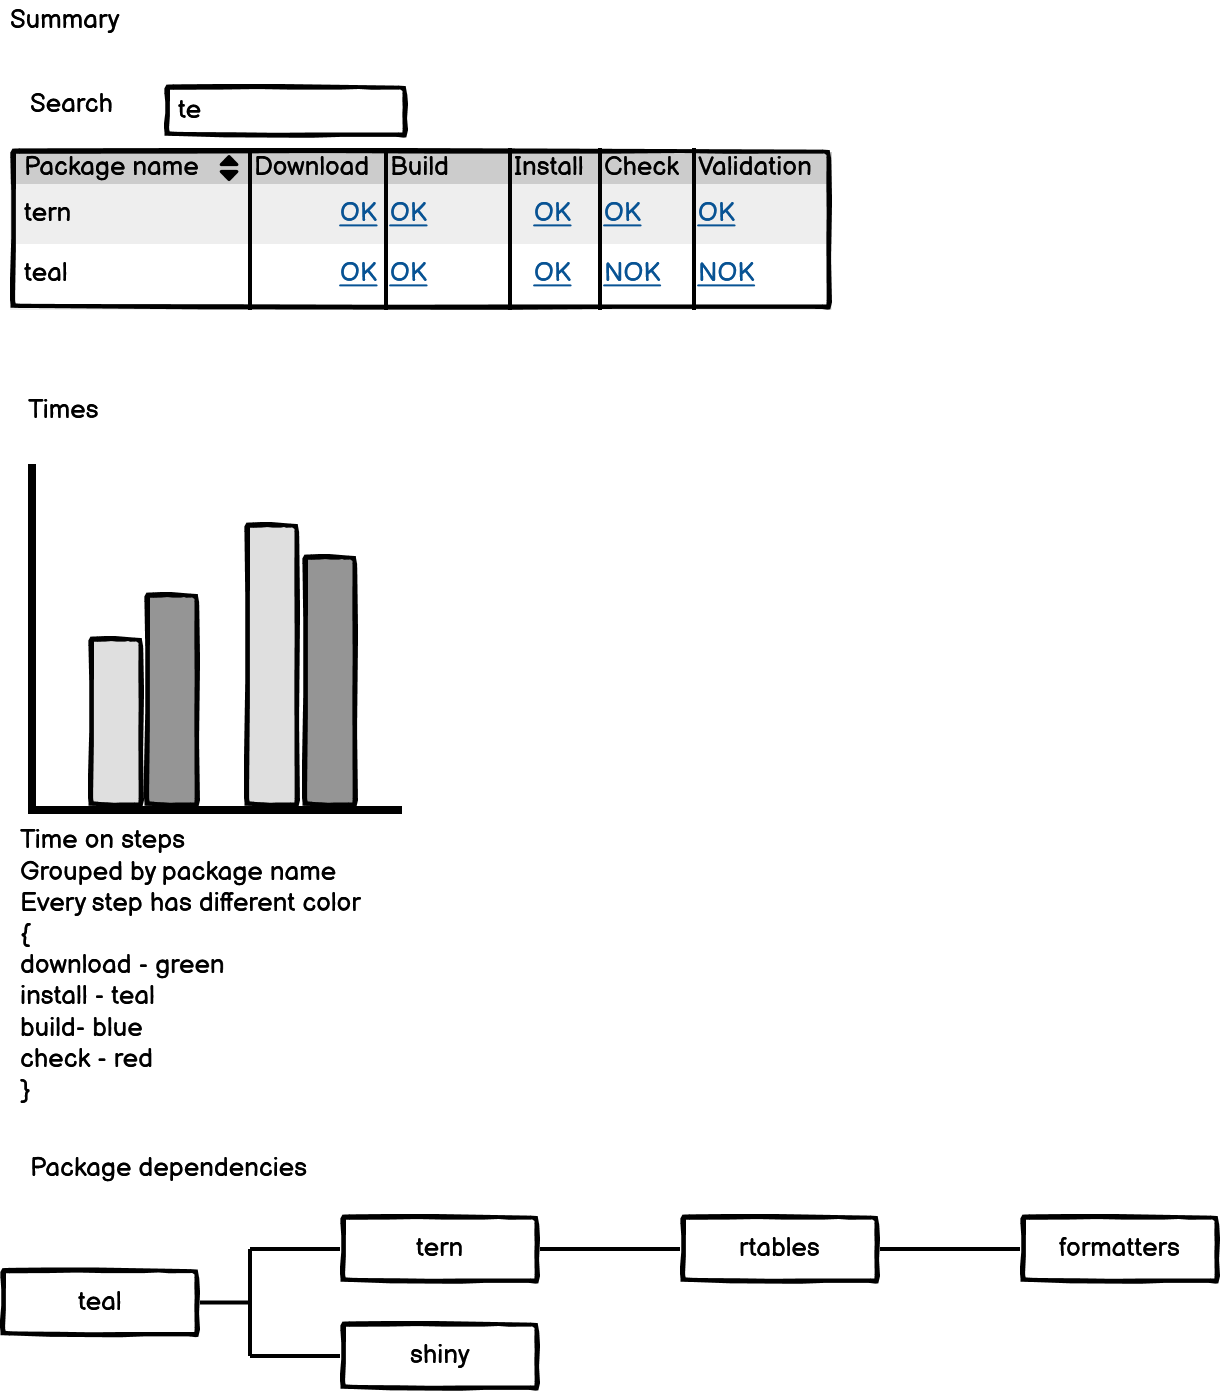 Summary
Search te
Package name Download Build Install Check Validation
tern OK OK OK OK OK
teal OK OK OK NOK NOK
Times
Time on steps
Grouped by package name
Every step has different color
{
download - green
install - teal
build- blue
check - red
}
Package dependencies
tern rtables formatters
teal
shiny